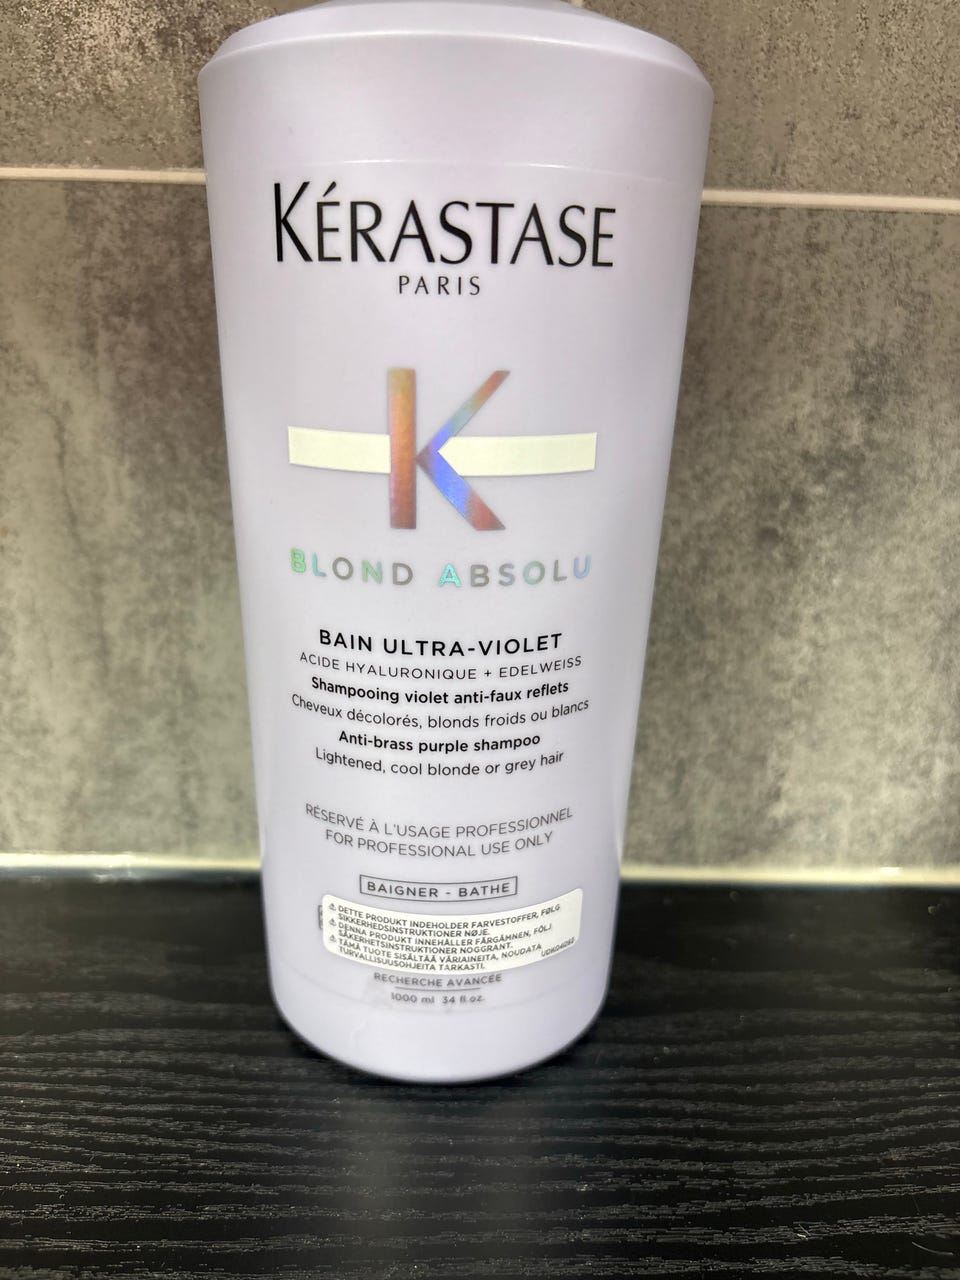 KÉRASTASE
PARIS
K
BLOND ABSOLU
BAIN ULTRA-VIOLET
ACIDE HYALURONIQUE + EDELWEISS
Shampooing violet anti-faux reflets
Cheveux décolorés, blonds froids ou blancs
Anti-brass purple shampoo
Lightened, cool blonde or grey hair
RÉSERVÉ À L'USAGE PROFESSIONNEL
FOR PROFESSIONAL USE ONLY
BAIGNER - BATHE
⚠ DETTE PRODUKT INDEHOLDER FARVESTOFFER, FØLG
SIKKERHEDSINSTRUKTIONER NØJE.
⚠ DENNA PRODUKT INNEHÅLLER FÄRGÄMNEN, FÖLJ
SÄKERHETSINSTRUKTIONER NOGGRANT.
⚠ TÄMÄ TUOTE SISÄLTÄÄ VÄRIAINEITA, NOUDATA
TURVALLISUUSOHJEITA TARKASTI.
RECHERCHE AVANCÉE
1000 ml 34 fl.oz.